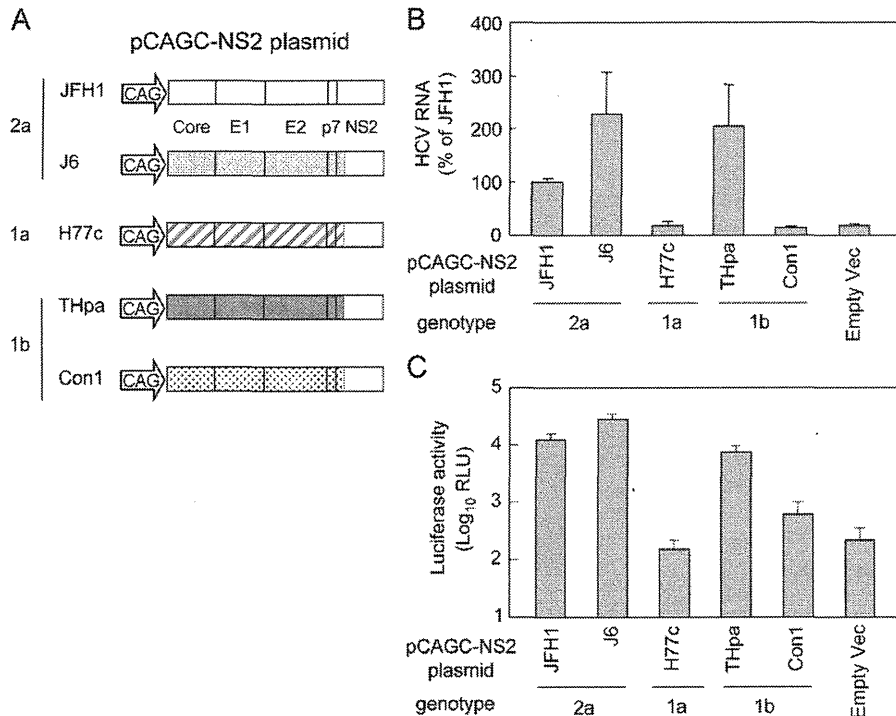 A
pCAGC-NS2 plasmid
2a
JFH1
CAG
Core E1 E2 p7 NS2
J6
CAG
1a
H77c
CAG
1b
THpa
CAG
Con1
CAG
B
HCV RNA
(% of JFH1)
400
300
200
100
0
pCAGC-NS2
plasmid
JFH1
J6
H77c
THpa
Con1
Empty Vec
genotype
2a
1a
1b
C
Luciferase activity
(Log10 RLU)
5
4
3
2
1
pCAGC-NS2
plasmid
JFH1
J6
H77c
THpa
Con1
Empty Vec
genotype
2a
1a
1b